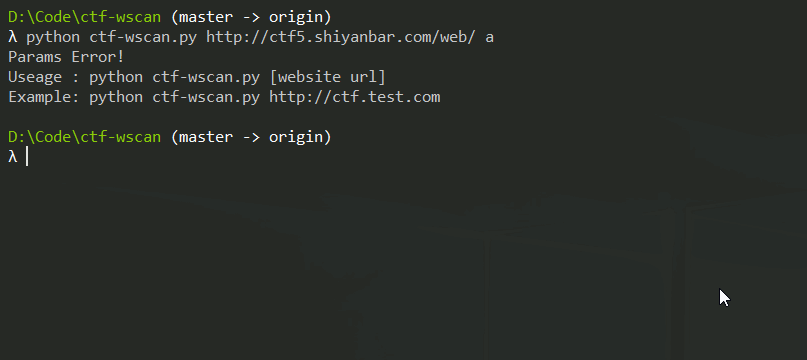 D:\Code\ctf-wscan (master -> origin)
λ python ctf-wscan.py http://ctf5.shiyanbar.com/web/ a
Params Error!
Useage : python ctf-wscan.py [website url]
Example: python ctf-wscan.py http://ctf.test.com
D:\Code\ctf-wscan (master -> origin)
λ